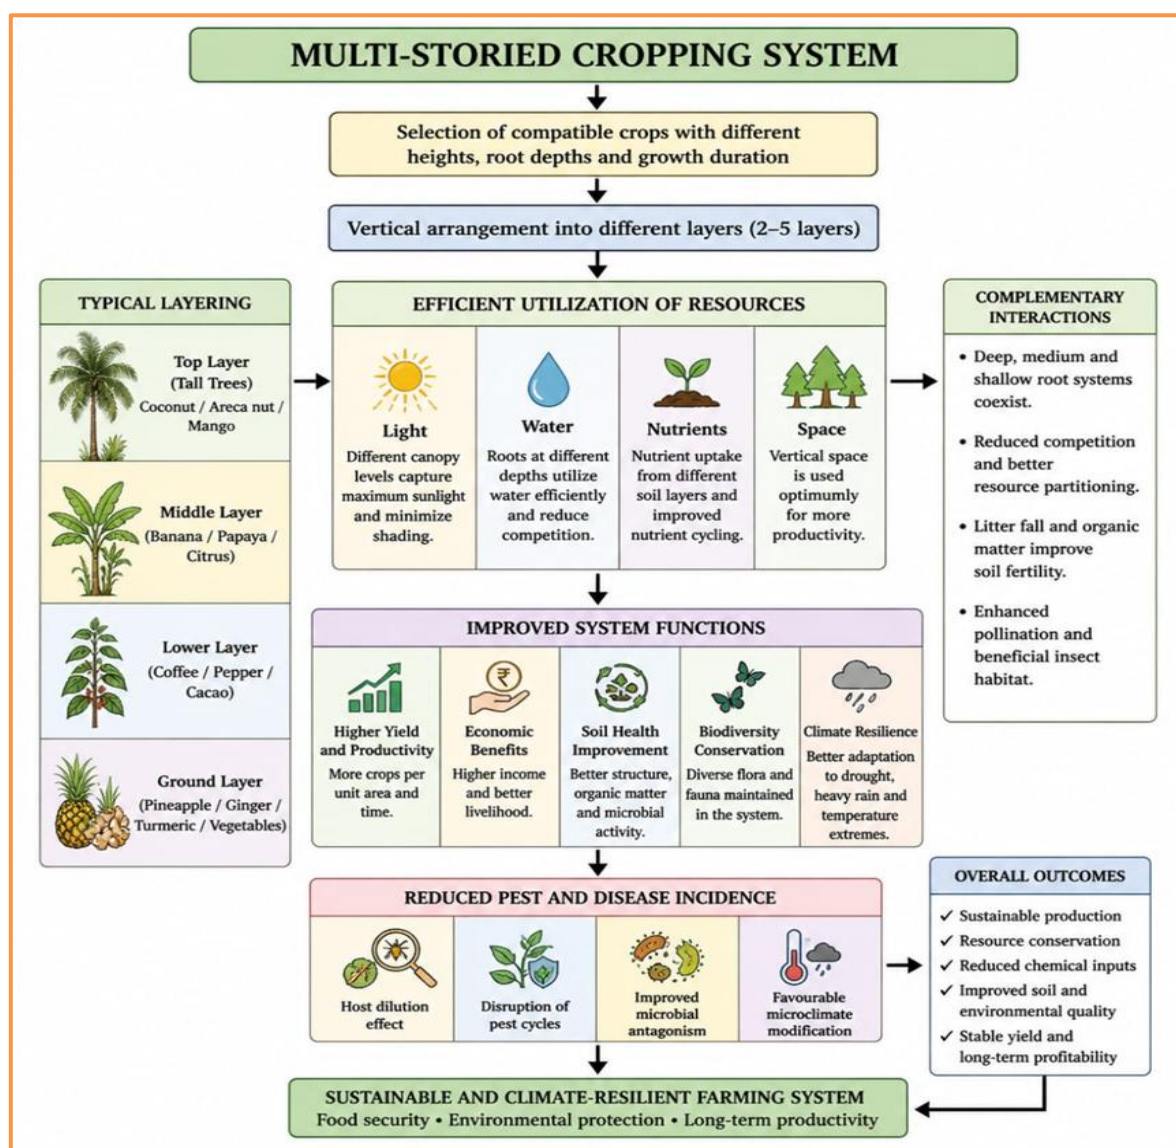 MULTI-STORIED CROPPING SYSTEM
Selection of compatible crops with different
heights, root depths and growth duration
Vertical arrangement into different layers (2–5 layers)
TYPICAL LAYERING
Top Layer
(Tall Trees)
Coconut / Areca nut /
Mango
Middle Layer
(Banana / Papaya /
Citrus)
Lower Layer
(Coffee / Pepper /
Cacao)
Ground Layer
(Pineapple / Ginger /
Turmeric / Vegetables)
EFFICIENT UTILIZATION OF RESOURCES
Light
Different canopy
levels capture
maximum sunlight
and minimize
shading.
Water
Roots at different
depths utilize
water efficiently
and reduce
competition.
Nutrients
Nutrient uptake
from different
soil layers and
improved
nutrient cycling.
Space
Vertical space
is used
optimumly
for more
productivity.
COMPLEMENTARY
INTERACTIONS
• Deep, medium and
shallow root systems
coexist.
• Reduced competition
and better
resource partitioning.
• Litter fall and organic
matter improve
soil fertility.
• Enhanced
pollination and
beneficial insect
habitat.
IMPROVED SYSTEM FUNCTIONS
Higher Yield
and Productivity
More crops per
unit area and
time.
₹
Economic
Benefits
Higher income
and better
livelihood.
Soil Health
Improvement
Better structure,
organic matter
and microbial
activity.
Biodiversity
Conservation
Diverse flora and
fauna maintained
in the system.
Climate Resilience
Better adaptation
to drought,
heavy rain and
temperature
extremes.
REDUCED PEST AND DISEASE INCIDENCE
Host dilution
effect
Disruption of
pest cycles
Improved
microbial
antagonism
Favourable
microclimate
modification
OVERALL OUTCOMES
✓ Sustainable production
✓ Resource conservation
✓ Reduced chemical inputs
✓ Improved soil and
environmental quality
✓ Stable yield and
long-term profitability
SUSTAINABLE AND CLIMATE-RESILIENT FARMING SYSTEM
Food security • Environmental protection • Long-term productivity